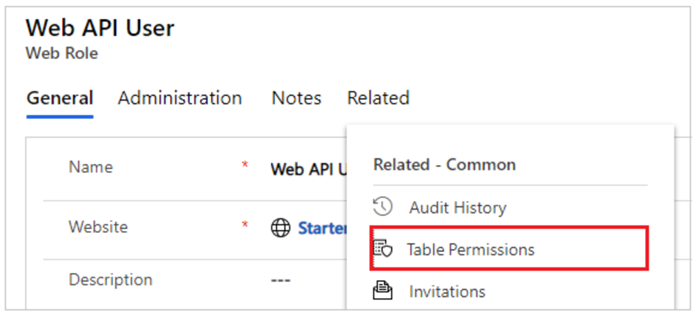 Web API User
Web Role
General Administration Notes Related
Related - Common
Name * Web API U
Audit History
Website * Starter
Table Permissions
Description ---
Invitations